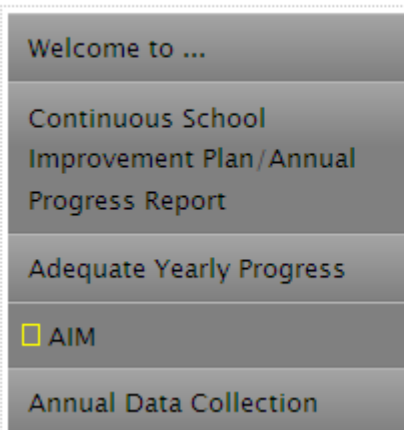 Welcome to ...
Continuous School
Improvement Plan/Annual
Progress Report
Adequate Yearly Progress
AIM
Annual Data Collection